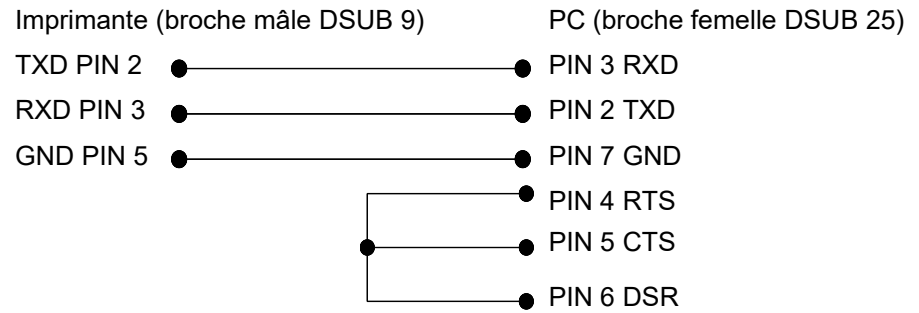 Imprimante (broche mâle DSUB 9) PC (broche femelle DSUB 25)
TXD PIN 2 PIN 3 RXD
RXD PIN 3 PIN 2 TXD
GND PIN 5 PIN 7 GND
PIN 4 RTS
PIN 5 CTS
PIN 6 DSR